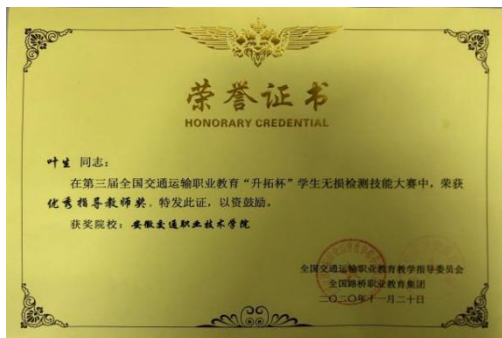 荣誉证书
HONORARY CREDENTIAL
叶生 同志：
在第三届全国交通运输职业教育“升拓杯”学生无损检测技能大赛中，荣获
优秀指导教师奖．特发此证，以资鼓励。
获奖院校：安徽交通职业技术学院
全国交通运输职业教育教学指导委员会
全国路桥职业教育集团
二〇二〇年十一月二十日